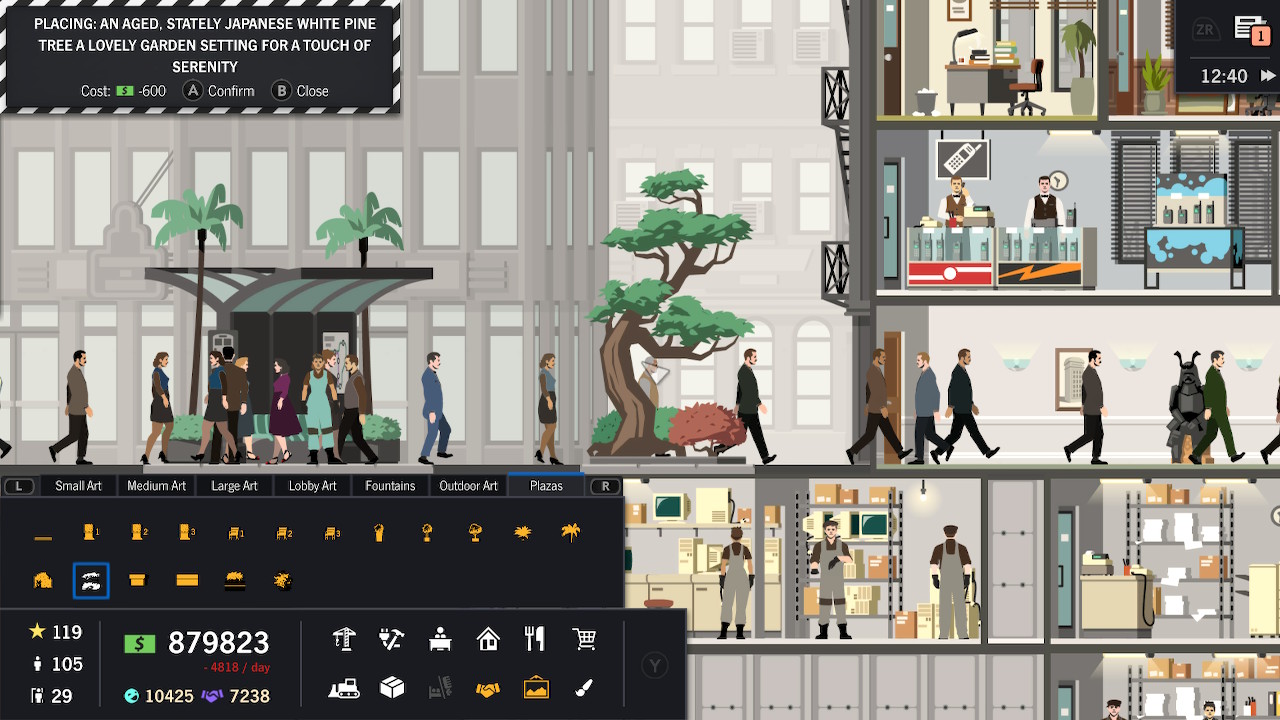 PLACING: AN AGED, STATELY JAPANESE WHITE PINE
TREE A LOVELY GARDEN SETTING FOR A TOUCH OF
SERENITY
Cost: $ -600 A Confirm B Close
ZR
1
12:40
L Small Art Medium Art Large Art Lobby Art Fountains Outdoor Art Plazas R
1 2 3 1 2 3
119
$ 879823
105
- 4818 / day
Y
29
10425 7238